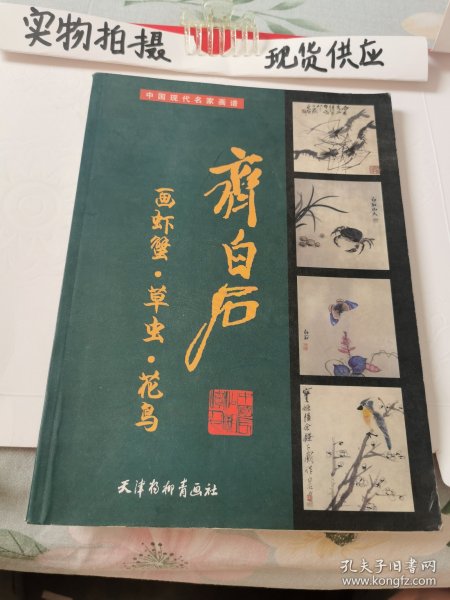 实物拍摄
现货供应
中国现代名家画谱
齊白石
画虾蟹·草虫·花鸟
天津杨柳青画社
孔夫子旧书网
www.kongfz.com